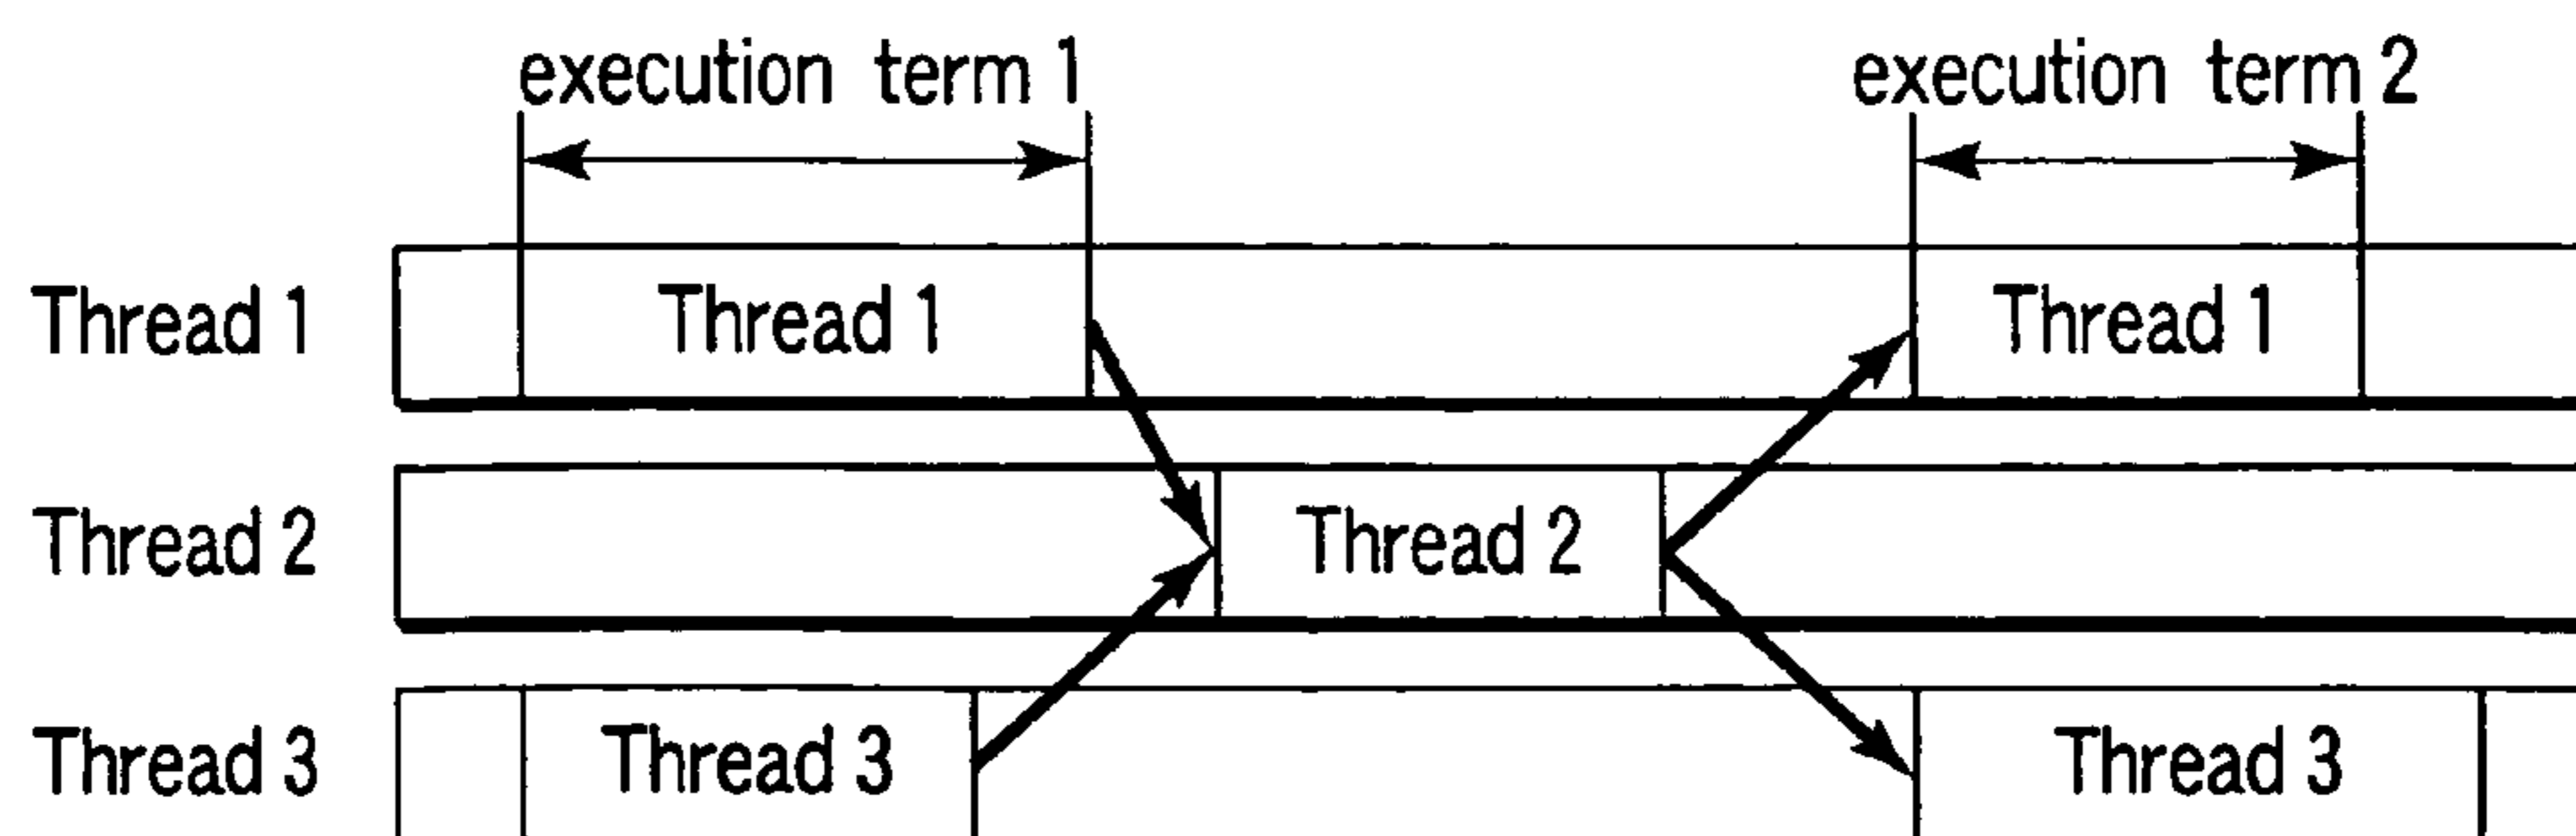 execution term 1 execution term 2
Thread 1 Thread 1 Thread 1
Thread 2 Thread 2
Thread 3 Thread 3 Thread 3